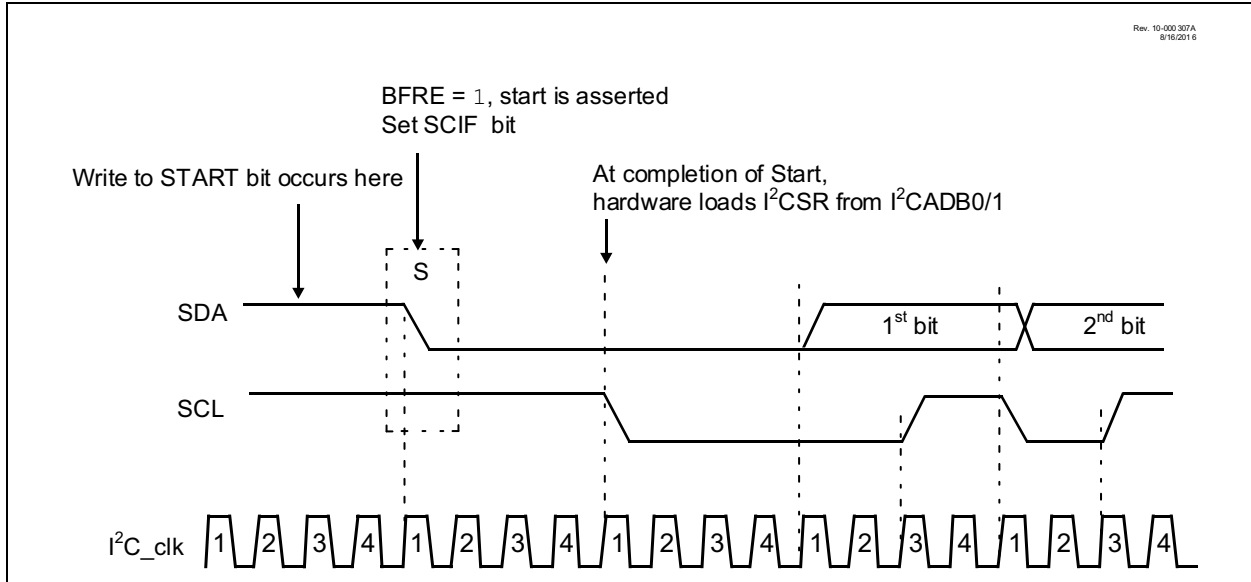 Rev. 10-000 307A
8/16/201 6
BFRE = 1, start is asserted
Set SCIF bit
Write to START bit occurs here
At completion of Start,
hardware loads I²CSR from I²CADB0/1
S
SDA
1st bit
2nd bit
SCL
I²C_clk 1 2 3 4 1 2 3 4 1 2 3 4 1 2 3 4 1 2 3 4